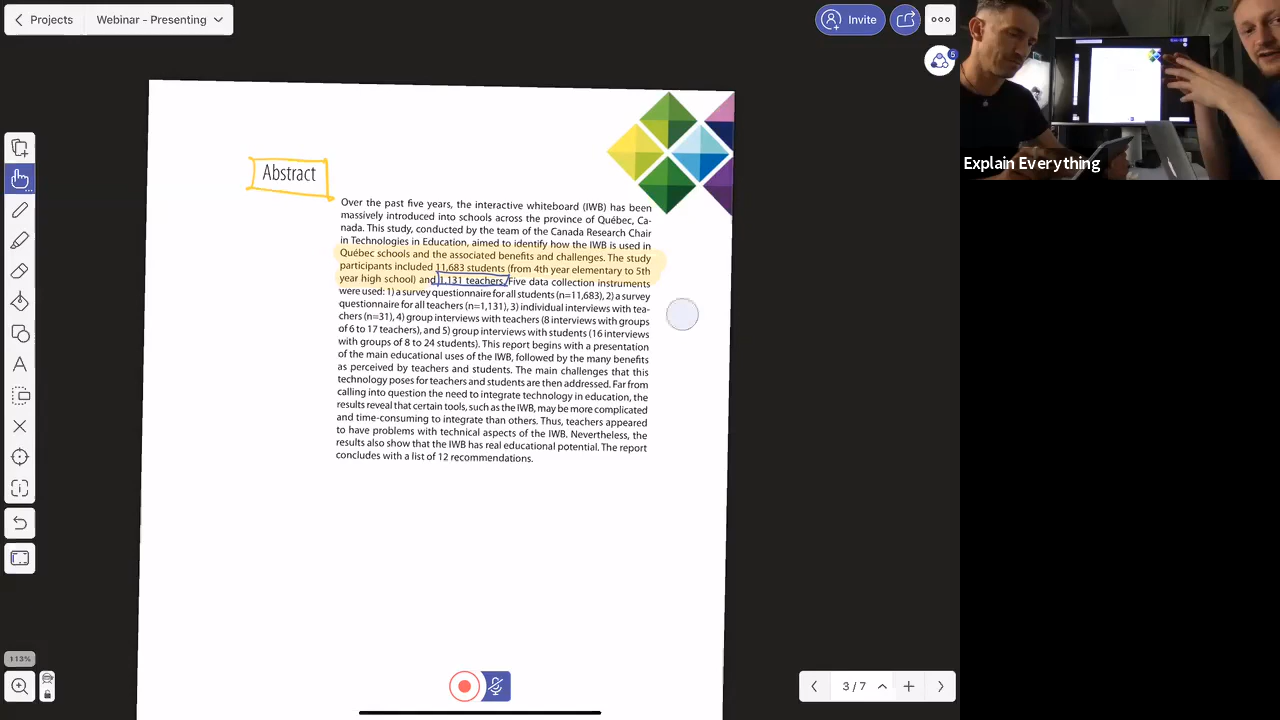 Projects
Webinar - Presenting
Invite
5
Explain Everything
Abstract
Over the past five years, the interactive whiteboard (IWB) has been
massively introduced into schools across the province of Québec, Ca-
nada. This study, conducted by the team of the Canada Research Chair
in Technologies in Education, aimed to identify how the IWB is used in
Québec schools and the associated benefits and challenges. The study
participants included 11,683 students (from 4th year elementary to 5th
year high school) and 1,131 teachers. Five data collection instruments
were used: 1) a survey questionnaire for all students (n=11,683), 2) a survey
questionnaire for all teachers (n=1,131), 3) individual interviews with tea-
chers (n=31), 4) group interviews with teachers (8 interviews with groups
of 6 to 17 teachers), and 5) group interviews with students (16 interviews
with groups of 8 to 24 students). This report begins with a presentation
of the main educational uses of the IWB, followed by the many benefits
as perceived by teachers and students. The main challenges that this
technology poses for teachers and students are then addressed. Far from
calling into question the need to integrate technology in education, the
results reveal that certain tools, such as the IWB, may be more complicated
and time-consuming to integrate than others. Thus, teachers appeared
to have problems with technical aspects of the IWB. Nevertheless, the
results also show that the IWB has real educational potential. The report
concludes with a list of 12 recommendations.
A
113%
3 / 7